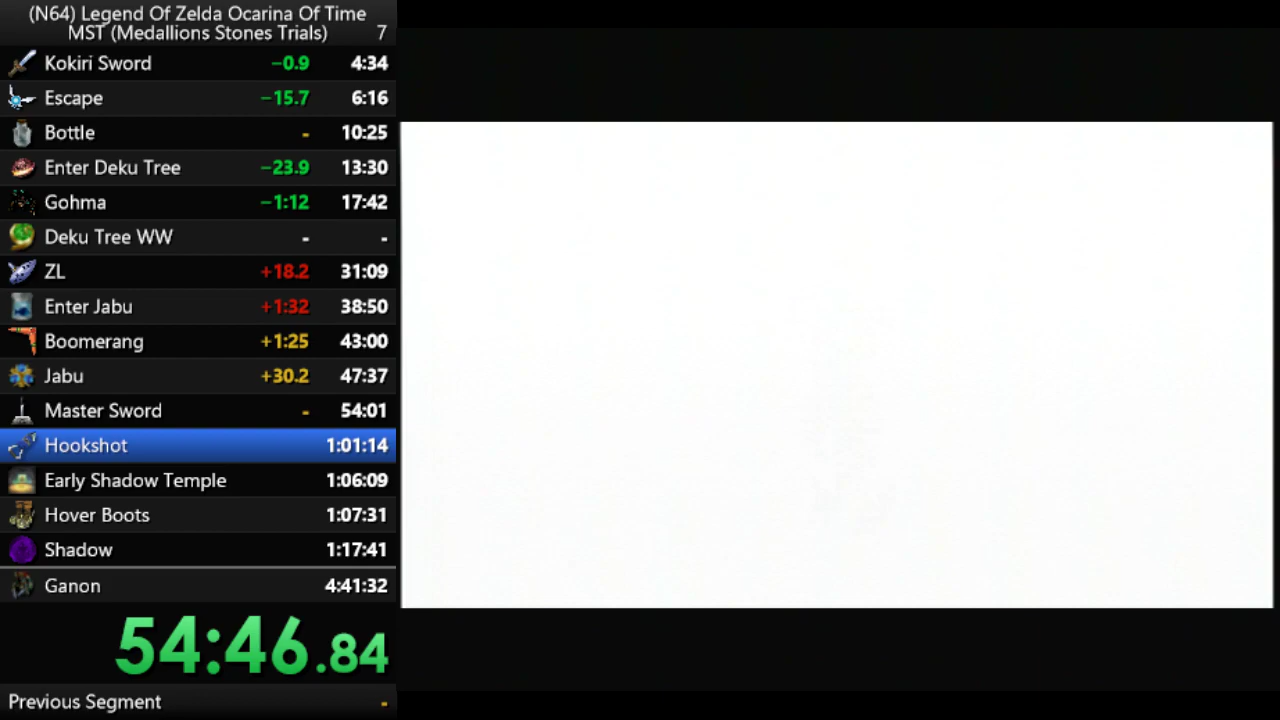 (N64) Legend Of Zelda Ocarina Of Time
MST (Medallions Stones Trials) 7
Kokiri Sword −0.9 4:34
Escape −15.7 6:16
Bottle - 10:25
Enter Deku Tree −23.9 13:30
Gohma −1:12 17:42
Deku Tree WW - -
ZL +18.2 31:09
Enter Jabu +1:32 38:50
Boomerang +1:25 43:00
Jabu +30.2 47:37
Master Sword - 54:01
Hookshot 1:01:14
Early Shadow Temple 1:06:09
Hover Boots 1:07:31
Shadow 1:17:41
Ganon 4:41:32
54:46.84
Previous Segment -